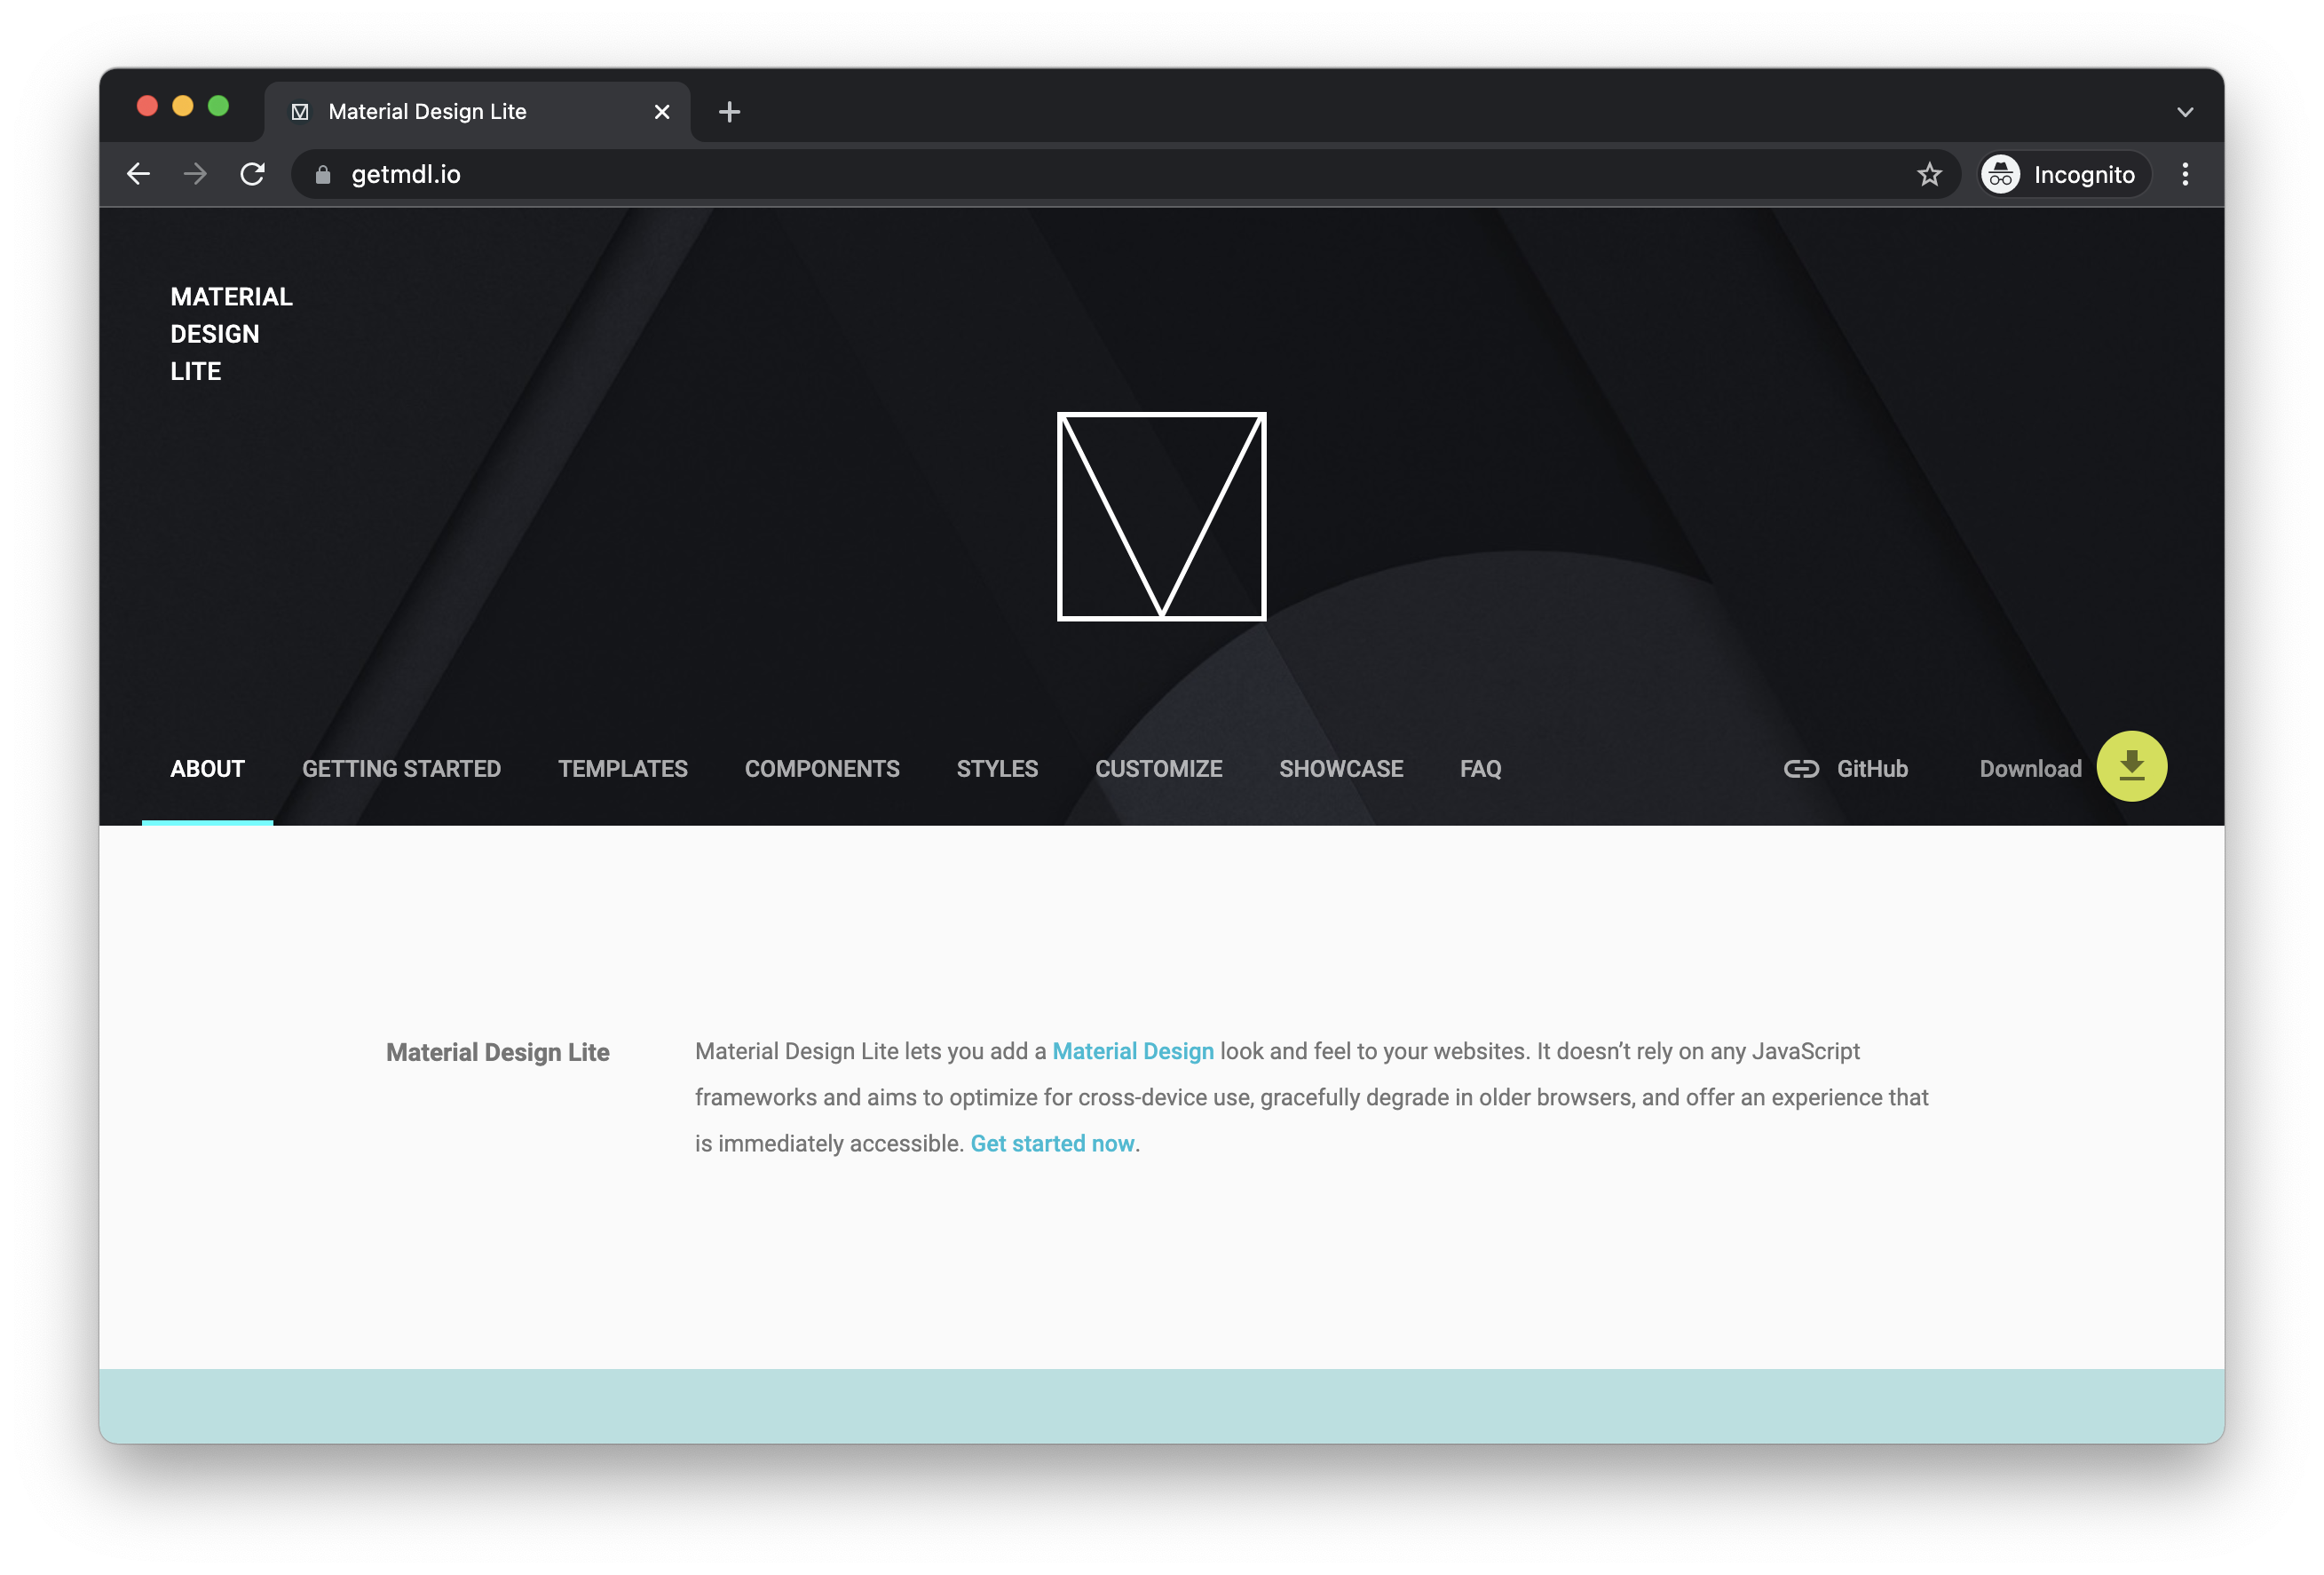 Material Design Lite
getmdl.io
Incognito
MATERIAL
DESIGN
LITE
ABOUT GETTING STARTED TEMPLATES COMPONENTS STYLES CUSTOMIZE SHOWCASE FAQ GitHub Download
Material Design Lite
Material Design Lite lets you add a Material Design look and feel to your websites. It doesn’t rely on any JavaScript
frameworks and aims to optimize for cross-device use, gracefully degrade in older browsers, and offer an experience that
is immediately accessible. Get started now.